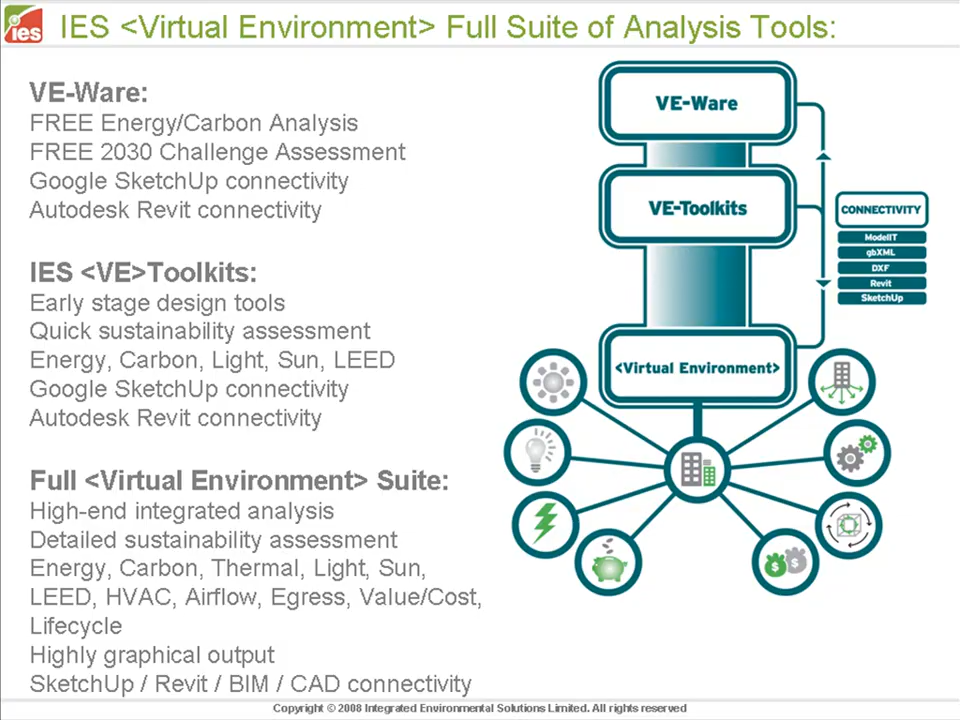 ies
IES <Virtual Environment> Full Suite of Analysis Tools:
VE-Ware:
FREE Energy/Carbon Analysis
FREE 2030 Challenge Assessment
Google SketchUp connectivity
Autodesk Revit connectivity
IES <VE>Toolkits:
Early stage design tools
Quick sustainability assessment
Energy, Carbon, Light, Sun, LEED
Google SketchUp connectivity
Autodesk Revit connectivity
Full <Virtual Environment> Suite:
High-end integrated analysis
Detailed sustainability assessment
Energy, Carbon, Thermal, Light, Sun,
LEED, HVAC, Airflow, Egress, Value/Cost,
Lifecycle
Highly graphical output
SketchUp / Revit / BIM / CAD connectivity
VE-Ware
VE-Toolkits
<Virtual Environment>
CONNECTIVITY
ModelIT
gbXML
DXF
Revit
SketchUp
$ $
Copyright © 2008 Integrated Environmental Solutions Limited. All rights reserved